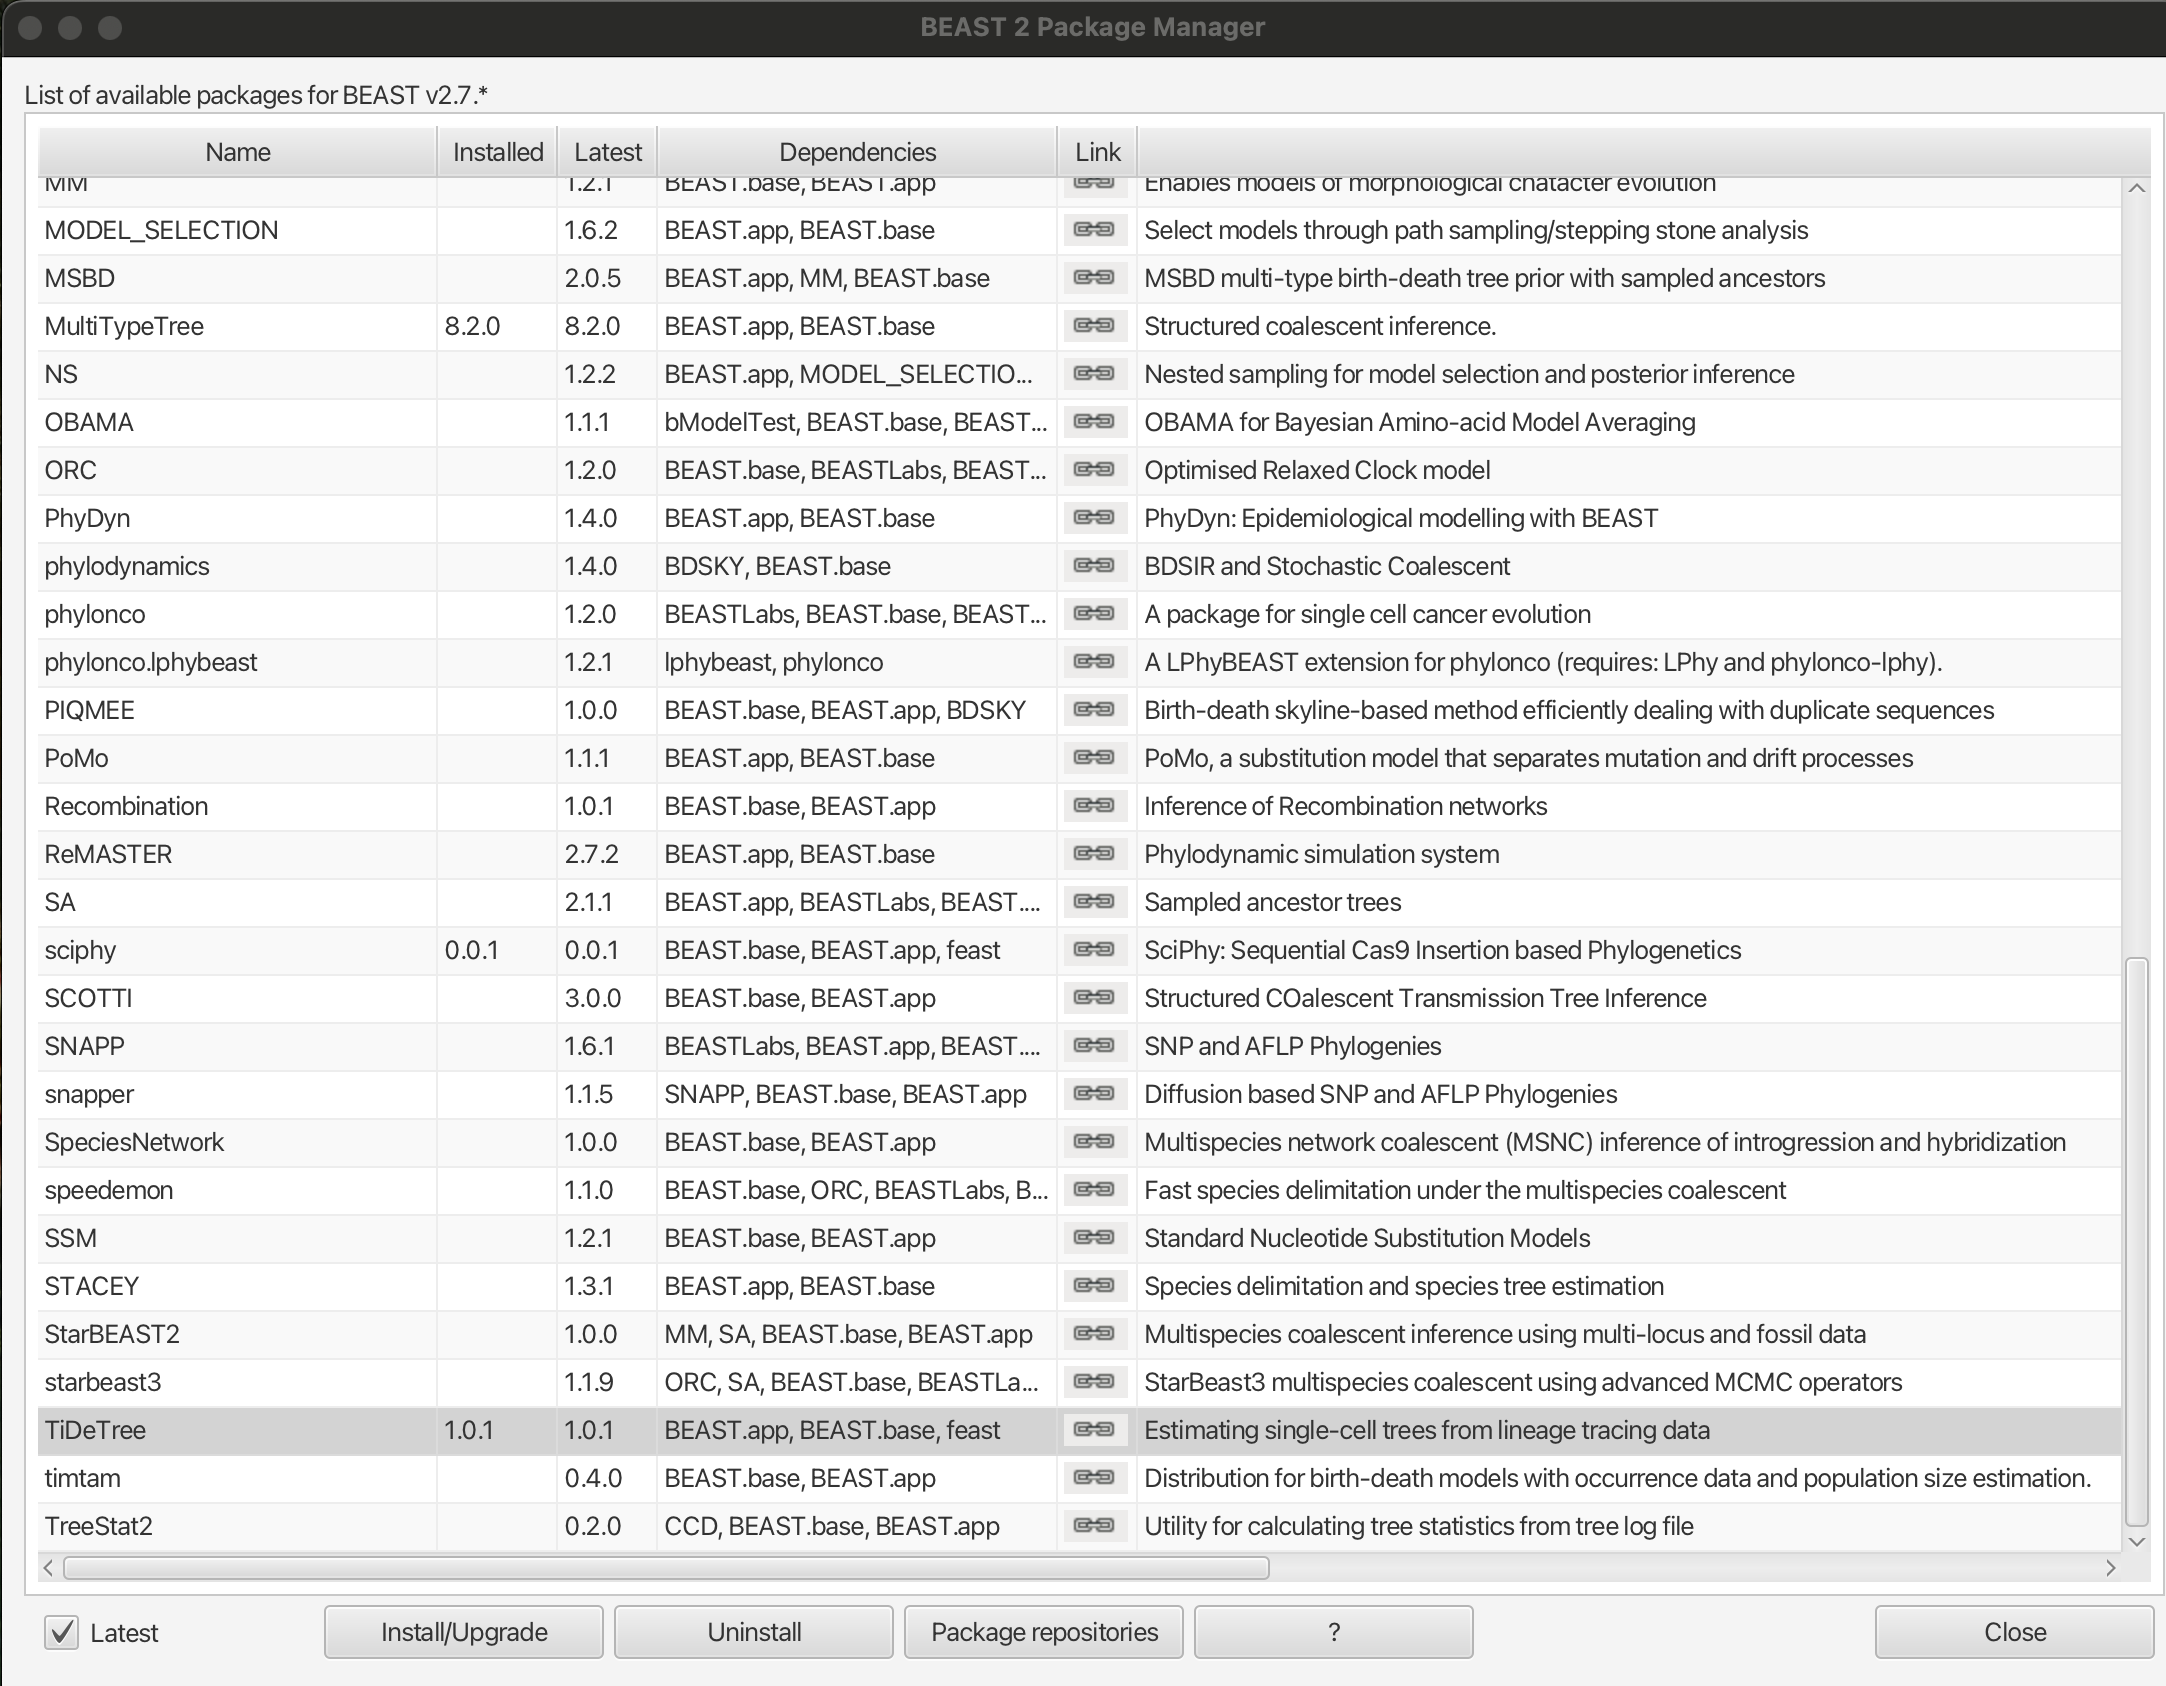 BEAST 2 Package Manager
List of available packages for BEAST v2.7.*
Name Installed Latest Dependencies Link
MM 1.2.1 BEAST.base, BEAST.app Enables models of morphological chatacter evolution
MODEL_SELECTION 1.6.2 BEAST.app, BEAST.base Select models through path sampling/stepping stone analysis
MSBD 2.0.5 BEAST.app, MM, BEAST.base MSBD multi-type birth-death tree prior with sampled ancestors
MultiTypeTree 8.2.0 8.2.0 BEAST.app, BEAST.base Structured coalescent inference.
NS 1.2.2 BEAST.app, MODEL_SELECTIO... Nested sampling for model selection and posterior inference
OBAMA 1.1.1 bModelTest, BEAST.base, BEAST... OBAMA for Bayesian Amino-acid Model Averaging
ORC 1.2.0 BEAST.base, BEASTLabs, BEAST... Optimised Relaxed Clock model
PhyDyn 1.4.0 BEAST.app, BEAST.base PhyDyn: Epidemiological modelling with BEAST
phylodynamics 1.4.0 BDSKY, BEAST.base BDSIR and Stochastic Coalescent
phylonco 1.2.0 BEASTLabs, BEAST.base, BEAST... A package for single cell cancer evolution
phylonco.lphybeast 1.2.1 lphybeast, phylonco A LPhyBEAST extension for phylonco (requires: LPhy and phylonco-lphy).
PIQMEE 1.0.0 BEAST.base, BEAST.app, BDSKY Birth-death skyline-based method efficiently dealing with duplicate sequences
PoMo 1.1.1 BEAST.app, BEAST.base PoMo, a substitution model that separates mutation and drift processes
Recombination 1.0.1 BEAST.base, BEAST.app Inference of Recombination networks
ReMASTER 2.7.2 BEAST.app, BEAST.base Phylodynamic simulation system
SA 2.1.1 BEAST.app, BEASTLabs, BEAST.... Sampled ancestor trees
sciphy 0.0.1 0.0.1 BEAST.base, BEAST.app, feast SciPhy: Sequential Cas9 Insertion based Phylogenetics
SCOTTI 3.0.0 BEAST.base, BEAST.app Structured COalescent Transmission Tree Inference
SNAPP 1.6.1 BEASTLabs, BEAST.app, BEAST.... SNP and AFLP Phylogenies
snapper 1.1.5 SNAPP, BEAST.base, BEAST.app Diffusion based SNP and AFLP Phylogenies
SpeciesNetwork 1.0.0 BEAST.base, BEAST.app Multispecies network coalescent (MSNC) inference of introgression and hybridization
speedemon 1.1.0 BEAST.base, ORC, BEASTLabs, B... Fast species delimitation under the multispecies coalescent
SSM 1.2.1 BEAST.base, BEAST.app Standard Nucleotide Substitution Models
STACEY 1.3.1 BEAST.app, BEAST.base Species delimitation and species tree estimation
StarBEAST2 1.0.0 MM, SA, BEAST.base, BEAST.app Multispecies coalescent inference using multi-locus and fossil data
starbeast3 1.1.9 ORC, SA, BEAST.base, BEASTLa... StarBeast3 multispecies coalescent using advanced MCMC operators
TiDeTree 1.0.1 1.0.1 BEAST.app, BEAST.base, feast Estimating single-cell trees from lineage tracing data
timtam 0.4.0 BEAST.base, BEAST.app Distribution for birth-death models with occurrence data and population size estimation.
TreeStat2 0.2.0 CCD, BEAST.base, BEAST.app Utility for calculating tree statistics from tree log file
Latest Install/Upgrade Uninstall Package repositories ? Close